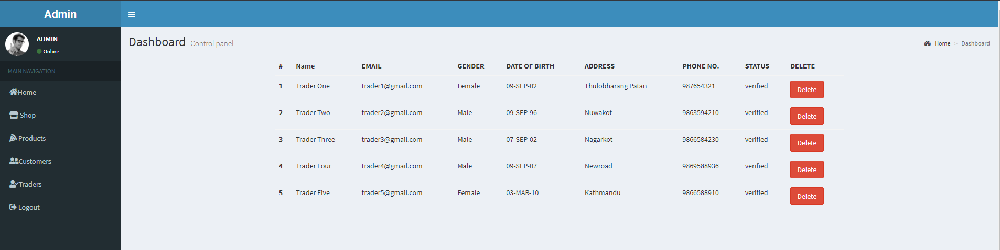 Admin
ADMIN
Online
MAIN NAVIGATION
Home
Shop
Products
Customers
Traders
Logout
Dashboard Control panel
Home > Dashboard
# Name EMAIL GENDER DATE OF BIRTH ADDRESS PHONE NO. STATUS DELETE
1 Trader One trader1@gmail.com Female 09-SEP-02 Thulobharang Patan 987654321 verified Delete
2 Trader Two trader2@gmail.com Male 09-SEP-96 Nuwakot 9863594210 verified Delete
3 Trader Three trader3@gmail.com Male 07-SEP-02 Nagarkot 9866584230 verified Delete
4 Trader Four trader4@gmail.com Male 09-SEP-07 Newroad 9869588936 verified Delete
5 Trader Five trader5@gmail.com Female 03-MAR-10 Kathmandu 9866588910 verified Delete